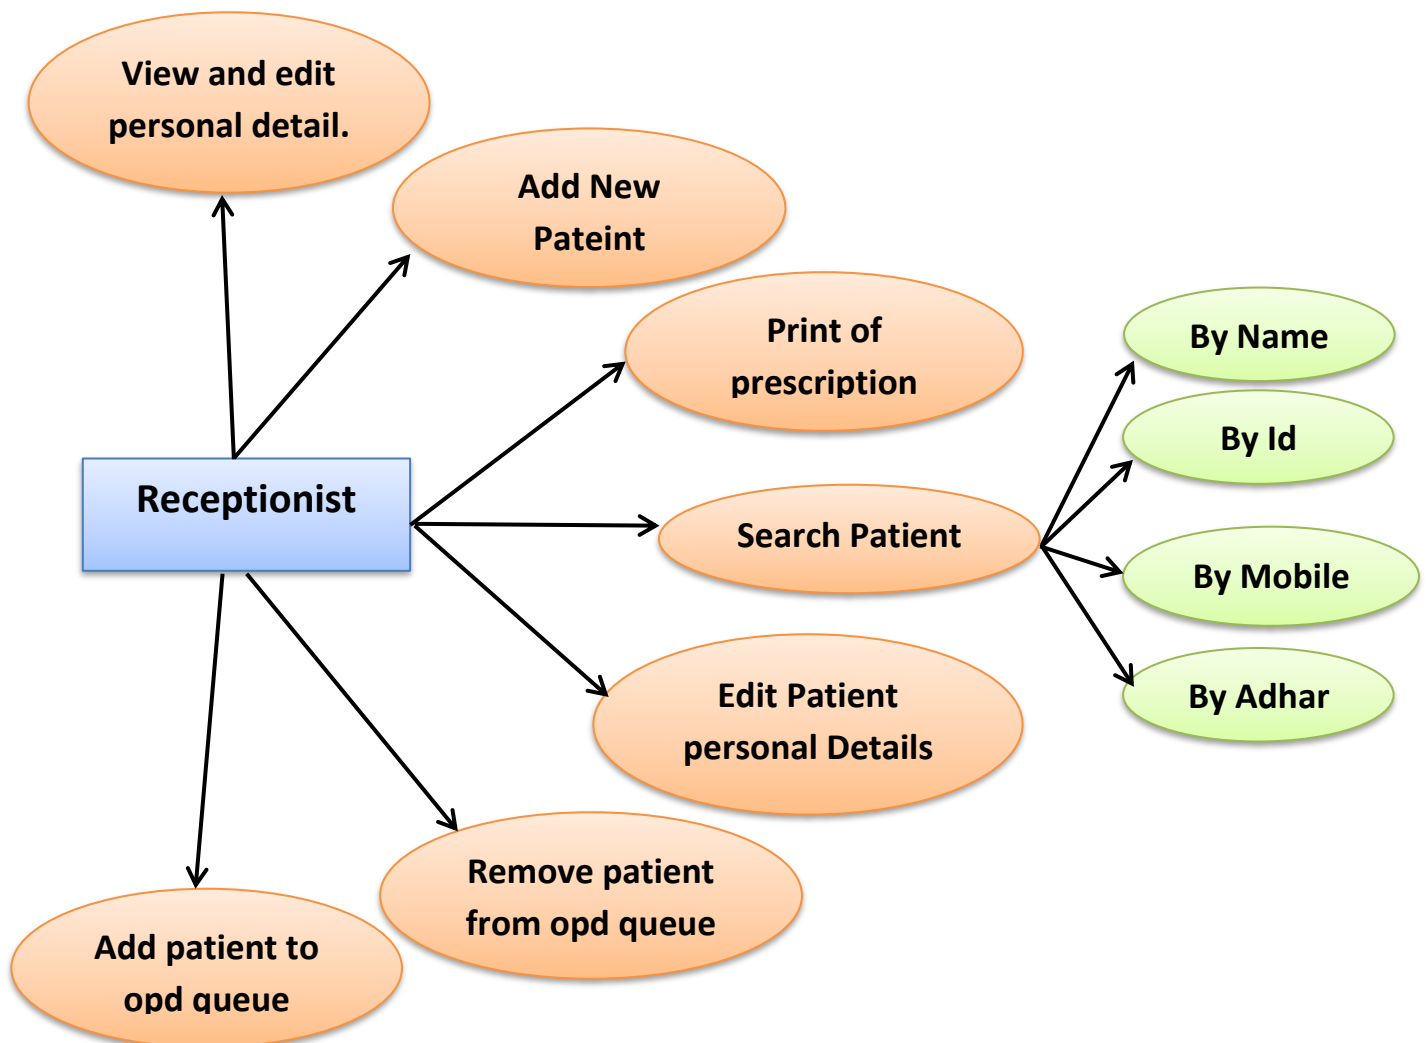 View and edit
personal detail.
Add New
Pateint
Print of
prescription
By Name
By Id
Receptionist
Search Patient
By Mobile
Edit Patient
personal Details
By Adhar
Remove patient
from opd queue
Add patient to
opd queue